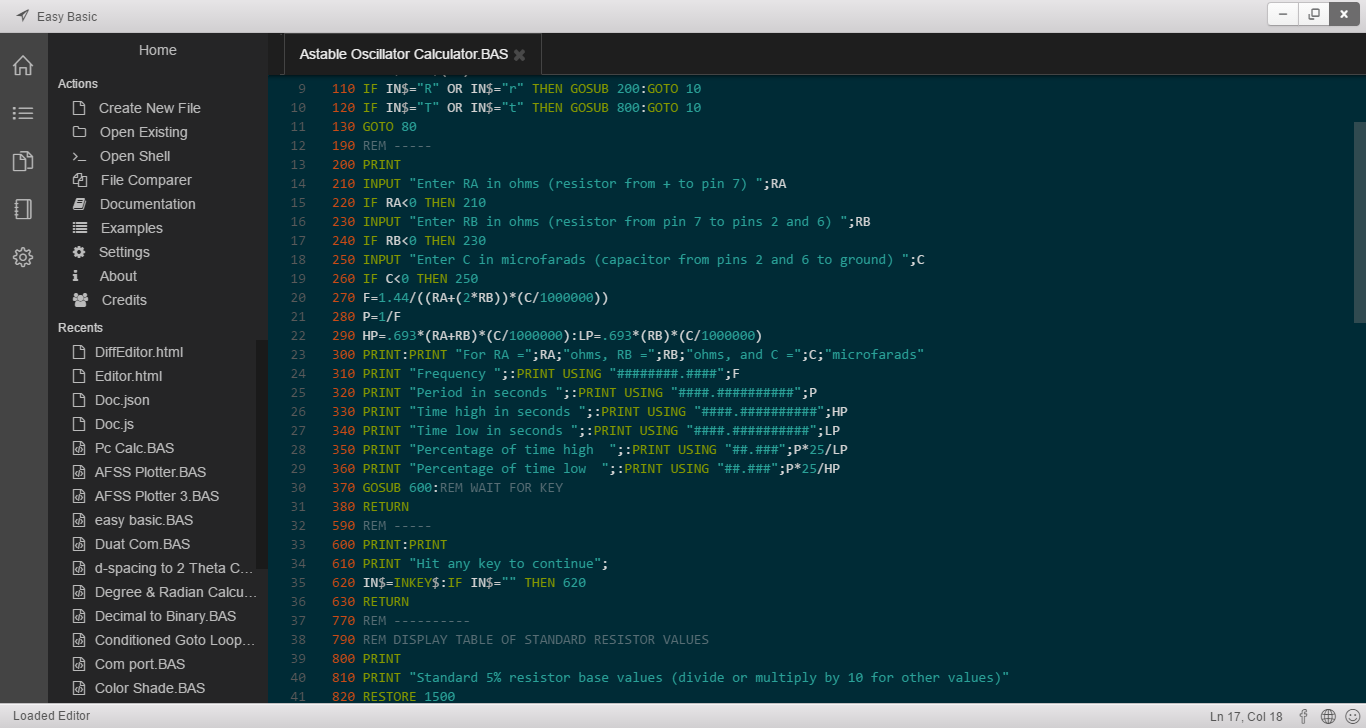 Easy Basic
Home
Actions
Create New File
Open Existing
Open Shell
File Comparer
Documentation
Examples
Settings
About
Credits
Recents
DiffEditor.html
Editor.html
Doc.json
Doc.js
Pc Calc.BAS
AFSS Plotter.BAS
AFSS Plotter 3.BAS
easy basic.BAS
Duat Com.BAS
d-spacing to 2 Theta C...
Degree & Radian Calcu...
Decimal to Binary.BAS
Conditioned Goto Loop...
Com port.BAS
Color Shade.BAS
Astable Oscillator Calculator.BAS
9 110 IF IN$="R" OR IN$="r" THEN GOSUB 200:GOTO 10
10 120 IF IN$="T" OR IN$="t" THEN GOSUB 800:GOTO 10
11 130 GOTO 80
12 190 REM -----
13 200 PRINT
14 210 INPUT "Enter RA in ohms (resistor from + to pin 7) ";RA
15 220 IF RA<0 THEN 210
16 230 INPUT "Enter RB in ohms (resistor from pin 7 to pins 2 and 6) ";RB
17 240 IF RB<0 THEN 230
18 250 INPUT "Enter C in microfarads (capacitor from pins 2 and 6 to ground) ";C
19 260 IF C<0 THEN 250
20 270 F=1.44/((RA+(2*RB))*(C/1000000))
21 280 P=1/F
22 290 HP=.693*(RA+RB)*(C/1000000):LP=.693*(RB)*(C/1000000)
23 300 PRINT:PRINT "For RA =";RA;"ohms, RB =";RB;"ohms, and C =";C;"microfarads"
24 310 PRINT "Frequency ";:PRINT USING "########.####";F
25 320 PRINT "Period in seconds ";:PRINT USING "####.##########";P
26 330 PRINT "Time high in seconds ";:PRINT USING "####.##########";HP
27 340 PRINT "Time low in seconds ";:PRINT USING "####.##########";LP
28 350 PRINT "Percentage of time high  ";:PRINT USING "##.###";P*25/LP
29 360 PRINT "Percentage of time low  ";:PRINT USING "##.###";P*25/HP
30 370 GOSUB 600:REM WAIT FOR KEY
31 380 RETURN
32 590 REM -----
33 600 PRINT:PRINT
34 610 PRINT "Hit any key to continue";
35 620 IN$=INKEY$:IF IN$="" THEN 620
36 630 RETURN
37 770 REM ----------
38 790 REM DISPLAY TABLE OF STANDARD RESISTOR VALUES
39 800 PRINT
40 810 PRINT "Standard 5% resistor base values (divide or multiply by 10 for other values)"
41 820 RESTORE 1500
Loaded Editor
Ln 17, Col 18